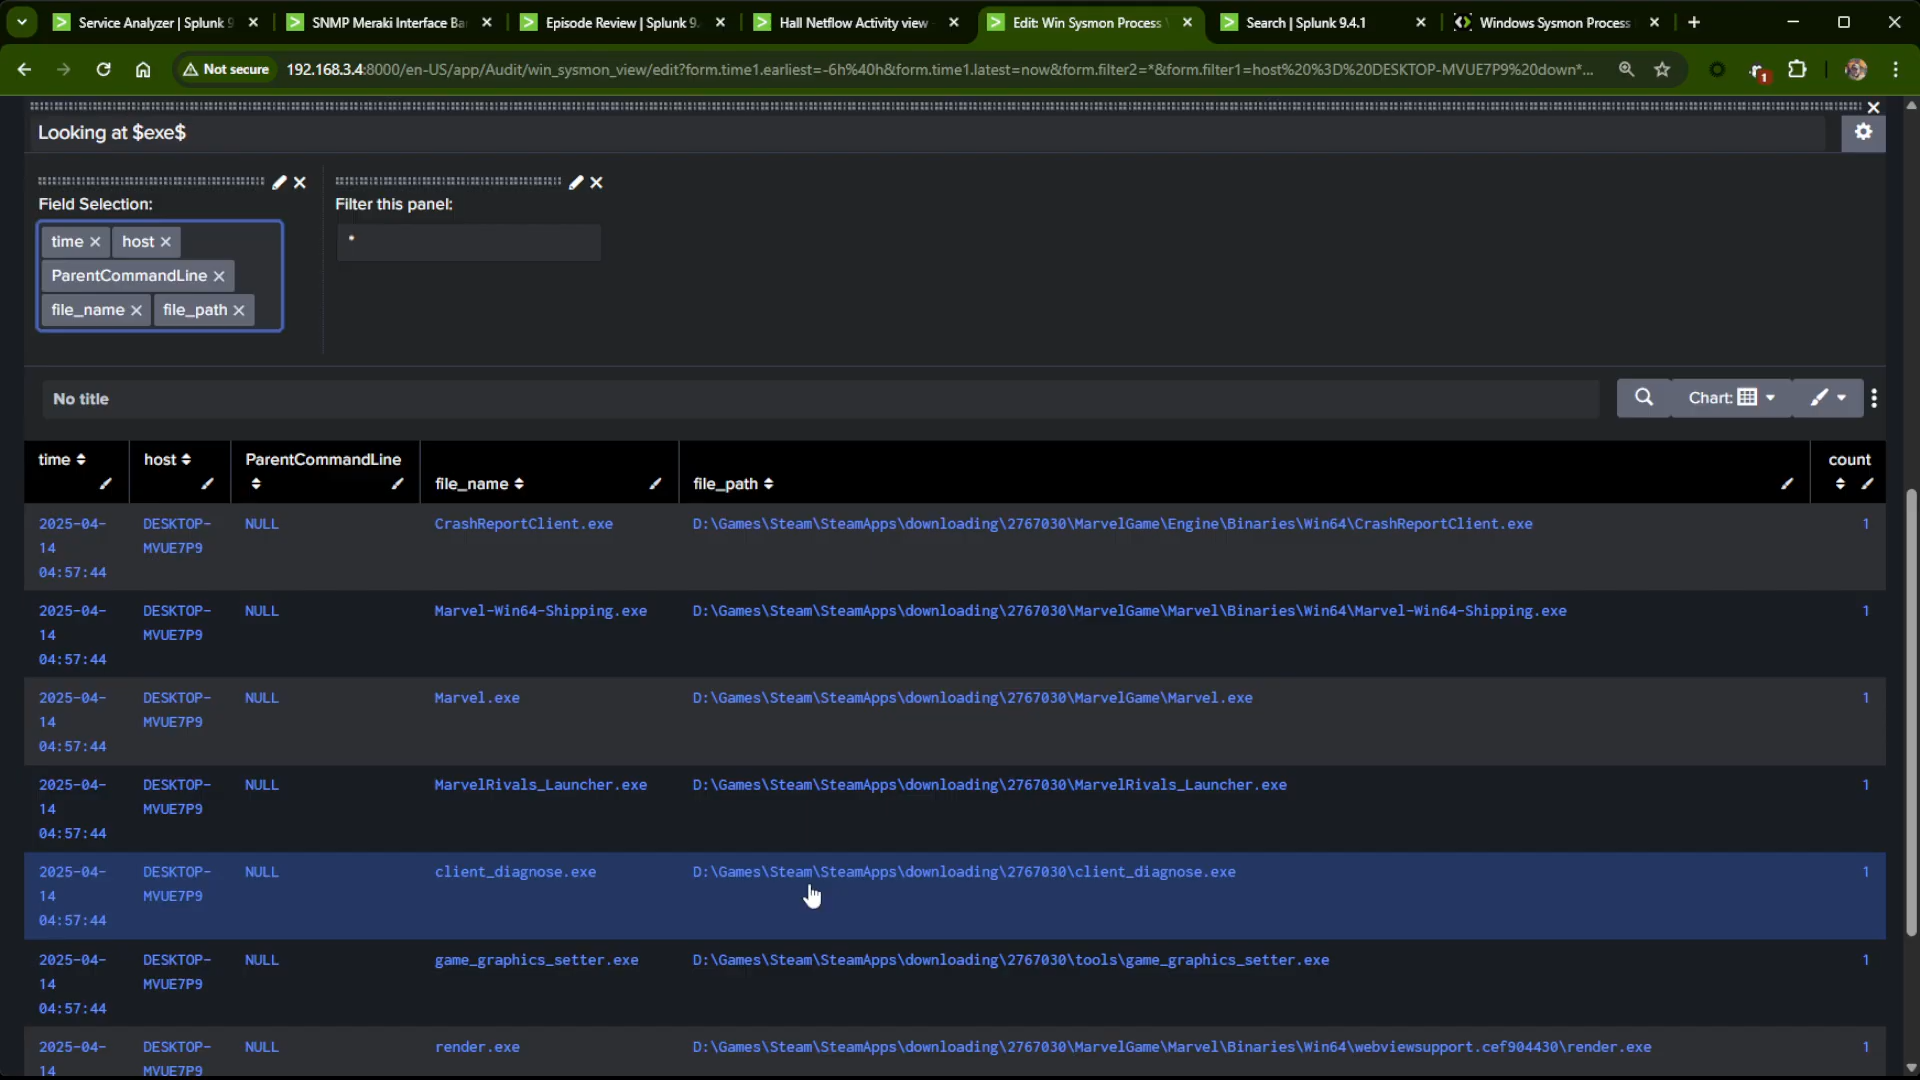 Service Analyzer | Splunk 9
SNMP Meraki Interface Ba
Episode Review | Splunk 9.
Hall Netflow Activity view
Edit: Win Sysmon Process
Search | Splunk 9.4.1
Windows Sysmon Process
Not secure
192.168.3.4:8000/en-US/app/Audit/win_sysmon_view/edit?form.time1.earliest=-6h%40h&form.time1.latest=now&form.filter2=*&form.filter1=host%20%3D%20DESKTOP-MVUE7P9%20down*...
1
Looking at $exe$
Field Selection:
Filter this panel:
time
host
*
ParentCommandLine
file_name
file_path
No title
Chart:
time
host
ParentCommandLine
file_name
file_path
count
2025-04-14 04:57:44 DESKTOP-MVUE7P9 NULL CrashReportClient.exe D:\Games\Steam\SteamApps\downloading\2767030\MarvelGame\Engine\Binaries\Win64\CrashReportClient.exe 1
2025-04-14 04:57:44 DESKTOP-MVUE7P9 NULL Marvel-Win64-Shipping.exe D:\Games\Steam\SteamApps\downloading\2767030\MarvelGame\Marvel\Binaries\Win64\Marvel-Win64-Shipping.exe 1
2025-04-14 04:57:44 DESKTOP-MVUE7P9 NULL Marvel.exe D:\Games\Steam\SteamApps\downloading\2767030\MarvelGame\Marvel.exe 1
2025-04-14 04:57:44 DESKTOP-MVUE7P9 NULL MarvelRivals_Launcher.exe D:\Games\Steam\SteamApps\downloading\2767030\MarvelRivals_Launcher.exe 1
2025-04-14 04:57:44 DESKTOP-MVUE7P9 NULL client_diagnose.exe D:\Games\Steam\SteamApps\downloading\2767030\client_diagnose.exe 1
2025-04-14 04:57:44 DESKTOP-MVUE7P9 NULL game_graphics_setter.exe D:\Games\Steam\SteamApps\downloading\2767030\tools\game_graphics_setter.exe 1
2025-04-14 DESKTOP-MVUE7P9 NULL render.exe D:\Games\Steam\SteamApps\downloading\2767030\MarvelGame\Marvel\Binaries\Win64\webviewsupport.cef904430\render.exe 1